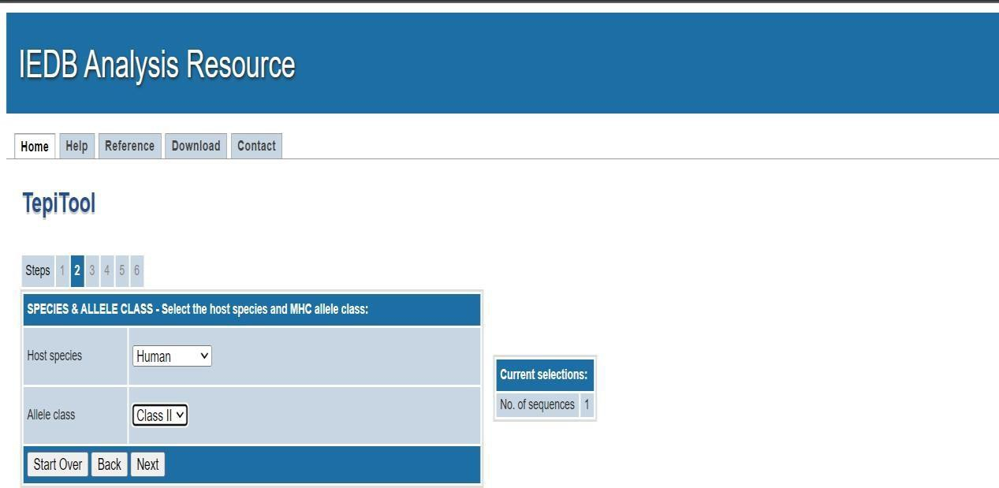 IEDB Analysis Resource
Home Help Reference Download Contact
TepiTool
Steps 1 2 3 4 5 6
SPECIES & ALLELE CLASS - Select the host species and MHC allele class:
Host species Human
Current selections:
No. of sequences 1
Allele class Class II
Start Over Back Next